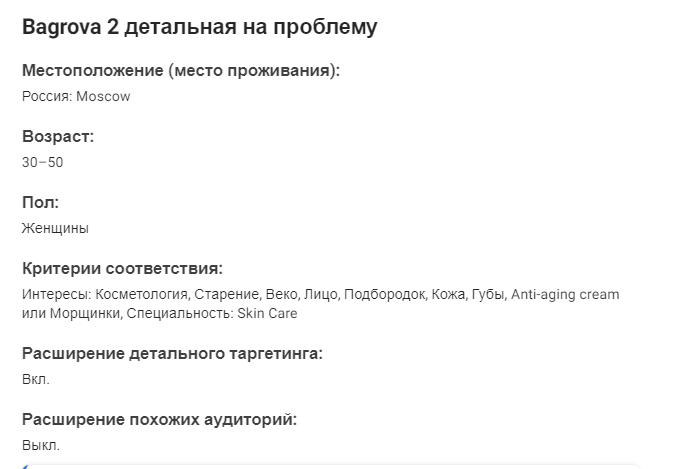 Bagrova 2 детальная на проблему
Местоположение (место проживания):
Россия: Moscow
Возраст:
30–50
Пол:
Женщины
Критерии соответствия:
Интересы: Косметология, Старение, Веко, Лицо, Подбородок, Кожа, Губы, Anti-aging cream
или Морщинки, Специальность: Skin Care
Расширение детального таргетинга:
Вкл.
Расширение похожих аудиторий:
Выкл.